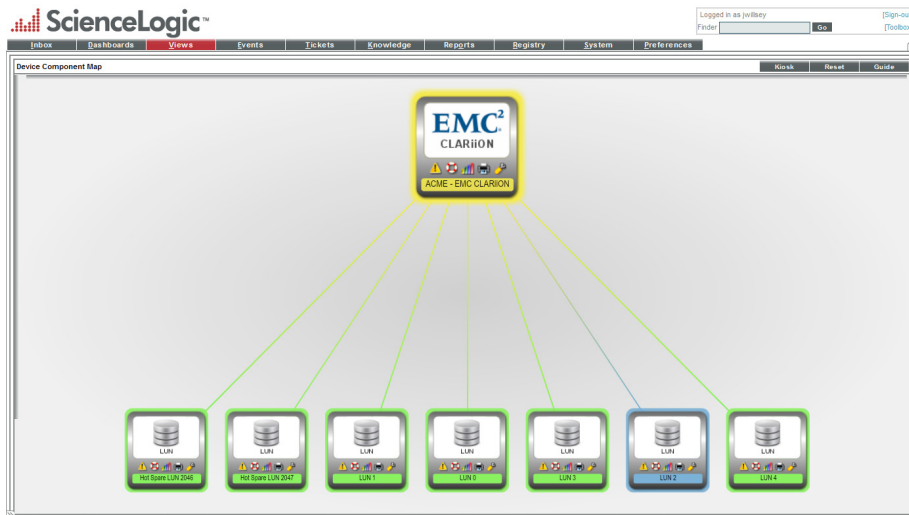 ScienceLogic™
Logged in as jwillsey [Sign-ou
Finder Go [Toolbox
Inbox Dashboards Views Events Tickets Knowledge Reports Registry System Preferences
Device Component Map Kiosk Reset Guide
EMC²
CLARiiON
ACME - EMC CLARIION
LUN LUN LUN LUN LUN LUN LUN
Hot Spare LUN 2046 Hot Spare LUN 2047 LUN 1 LUN 0 LUN 3 LUN 2 LUN 4